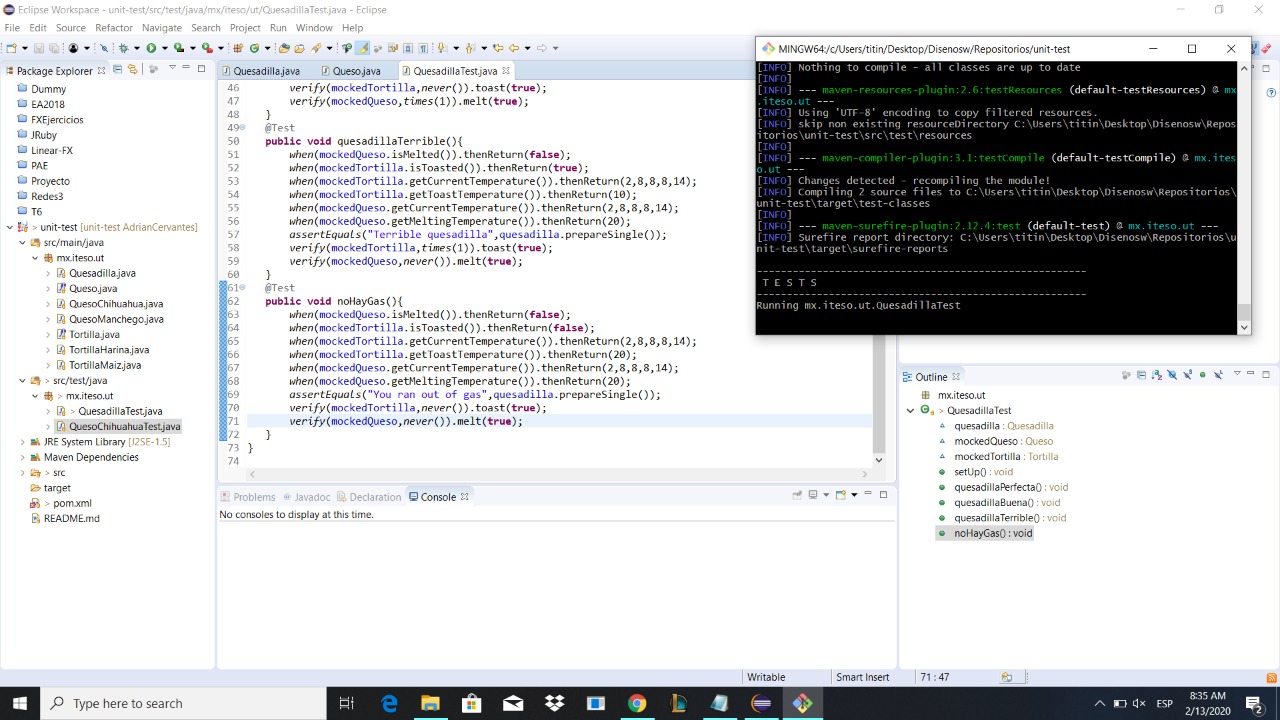 Eclipse Workspace - unit-test/src/test/java/mx/iteso/ut/QuesadillaTest.java - Eclipse
File Edit Source Refactor Navigate Search Project Run Window Help
Package Explorer
Dummy
EA2018
FXEjercicios
JRuby
Linear-FX
PAE
Proyecto
Redes3
T6
> unit-test [unit-test AdrianCervantes]
src/main/java
mx.iteso.ut
Quesadilla.java
Queso.java
QuesoChihuahua.java
QuesoManchego.java
Tortilla.java
TortillaHarina.java
TortillaMaiz.java
> src/test/java
> mx.iteso.ut
> QuesadillaTest.java
QuesoChihuahuaTest.java
JRE System Library [J2SE-1.5]
Maven Dependencies
> src
target
> pom.xml
README.md
Quesadilla.java
Queso.java
QuesadillaTest.java
46 verify(mockedTortilla,never()).toast(true);
47 verify(mockedQueso,times(1)).melt(true);
48 }
49 @Test
50 public void quesadillaTerrible(){
51 when(mockedQueso.isMelted()).thenReturn(false);
52 when(mockedTortilla.isToasted()).thenReturn(true);
53 when(mockedTortilla.getCurrentTemperature()).thenReturn(2,8,8,8,14);
54 when(mockedTortilla.getToastTemperature()).thenReturn(10);
55 when(mockedQueso.getCurrentTemperature()).thenReturn(2,8,8,8,14);
56 when(mockedQueso.getMeltingTemperature()).thenReturn(20);
57 assertEquals("Terrible quesadilla",quesadilla.prepareSingle());
58 verify(mockedTortilla,times(1)).toast(true);
59 verify(mockedQueso,never()).melt(true);
60 }
61 @Test
62 public void noHayGas(){
63 when(mockedQueso.isMelted()).thenReturn(false);
64 when(mockedTortilla.isToasted()).thenReturn(false);
65 when(mockedTortilla.getCurrentTemperature()).thenReturn(2,8,8,8,14);
66 when(mockedTortilla.getToastTemperature()).thenReturn(20);
67 when(mockedQueso.getCurrentTemperature()).thenReturn(2,8,8,8,14);
68 when(mockedQueso.getMeltingTemperature()).thenReturn(20);
69 assertEquals("You ran out of gas",quesadilla.prepareSingle());
70 verify(mockedTortilla,never()).toast(true);
71 verify(mockedQueso,never()).melt(true);
72 }
73 }
74
MINGW64:/c/Users/titin/Desktop/Disenosw/Repositorios/unit-test
[INFO] Nothing to compile - all classes are up to date
[INFO]
[INFO] --- maven-resources-plugin:2.6:testResources (default-testResources) @ mx
.iteso.ut ---
[INFO] Using 'UTF-8' encoding to copy filtered resources.
[INFO] skip non existing resourceDirectory C:\Users\titin\Desktop\Disenosw\Repos
itorios\unit-test\src\test\resources
[INFO]
[INFO] --- maven-compiler-plugin:3.1:testCompile (default-testCompile) @ mx.ites
o.ut ---
[INFO] Changes detected - recompiling the module!
[INFO] Compiling 2 source files to C:\Users\titin\Desktop\Disenosw\Repositorios\
unit-test\target\test-classes
[INFO]
[INFO] --- maven-surefire-plugin:2.12.4:test (default-test) @ mx.iteso.ut ---
[INFO] Surefire report directory: C:\Users\titin\Desktop\Disenosw\Repositorios\u
nit-test\target\surefire-reports
-------------------------------------------------------
T E S T S
-------------------------------------------------------
Running mx.iteso.ut.QuesadillaTest
Outline
mx.iteso.ut
> QuesadillaTest
quesadilla : Quesadilla
mockedQueso : Queso
mockedTortilla : Tortilla
setUp() : void
quesadillaPerfecta() : void
quesadillaBuena() : void
quesadillaTerrible() : void
noHayGas() : void
Problems Javadoc Declaration Console
No consoles to display at this time.
Writable Smart Insert 71 : 47
Type here to search
ESP
8:35 AM
2/13/2020
2